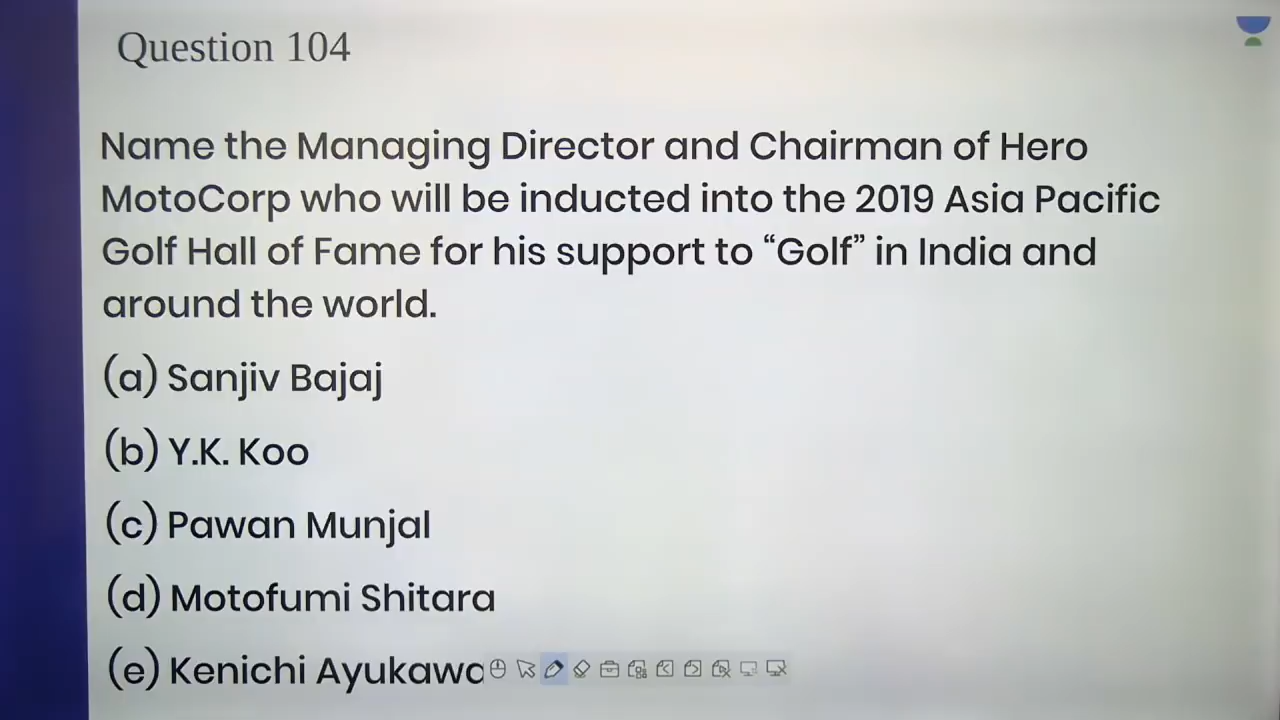 Question 104
Name the Managing Director and Chairman of Hero
MotoCorp who will be inducted into the 2019 Asia Pacific
Golf Hall of Fame for his support to “Golf” in India and
around the world.
(a) Sanjiv Bajaj
(b) Y.K. Koo
(c) Pawan Munjal
(d) Motofumi Shitara
(e) Kenichi Ayukawa